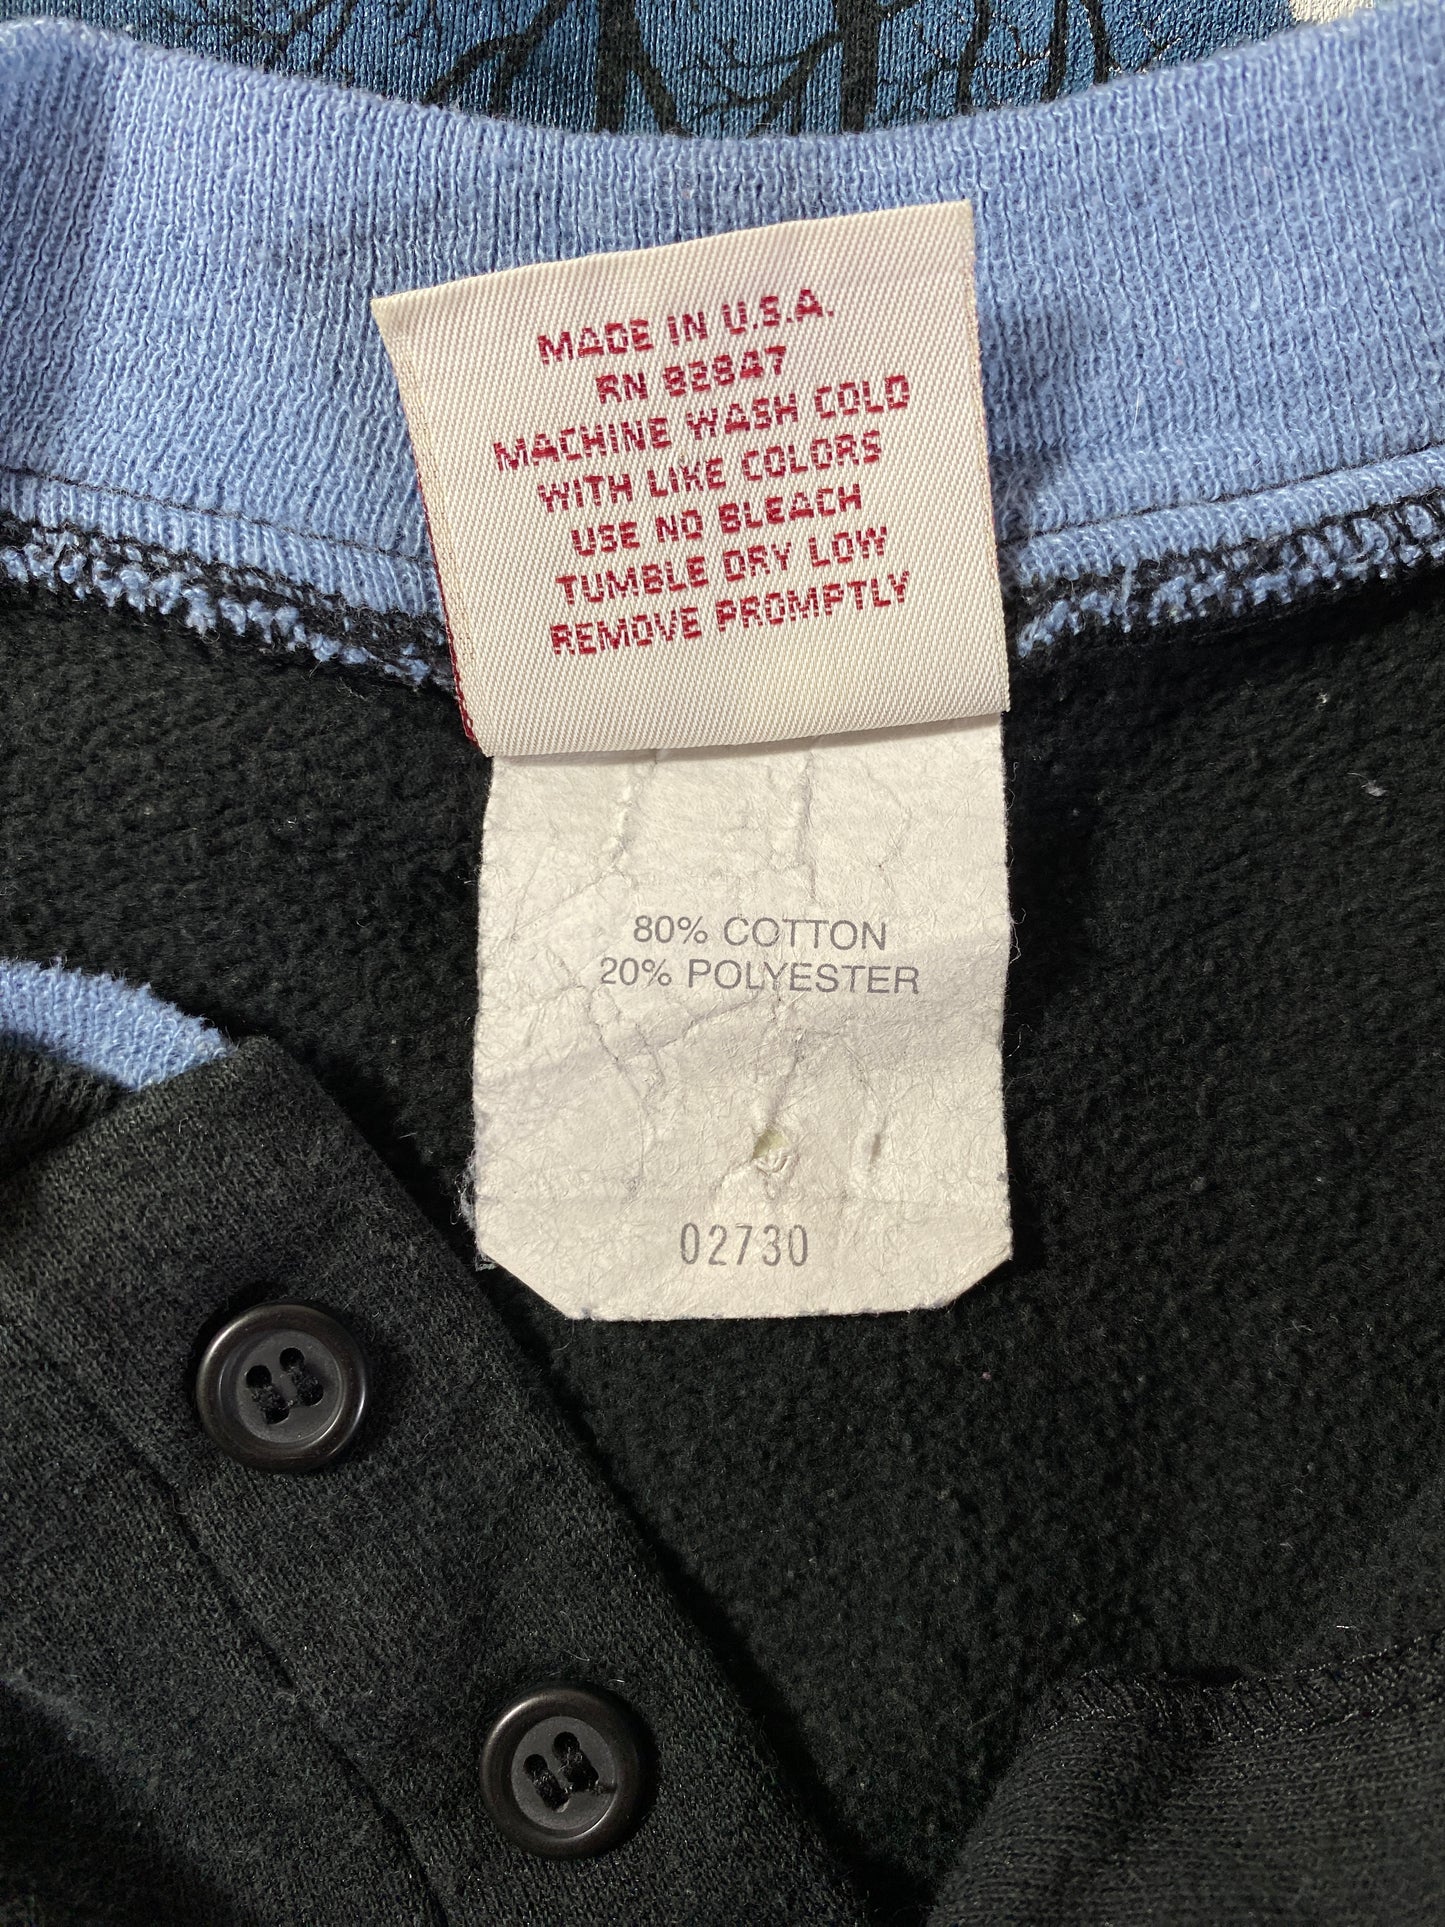 MADE IN U.S.A.
RN 82847
MACHINE WASH COLD
WITH LIKE COLORS
USE NO BLEACH
TUMBLE DRY LOW
REMOVE PROMPTLY
80% COTTON
20% POLYESTER
02730